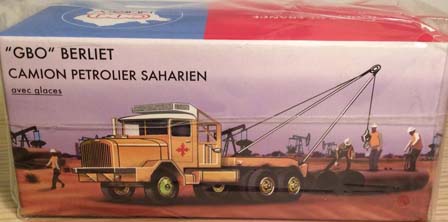 "GBO" BERLIET
CAMION PETROLIER SAHARIEN
avec glaces